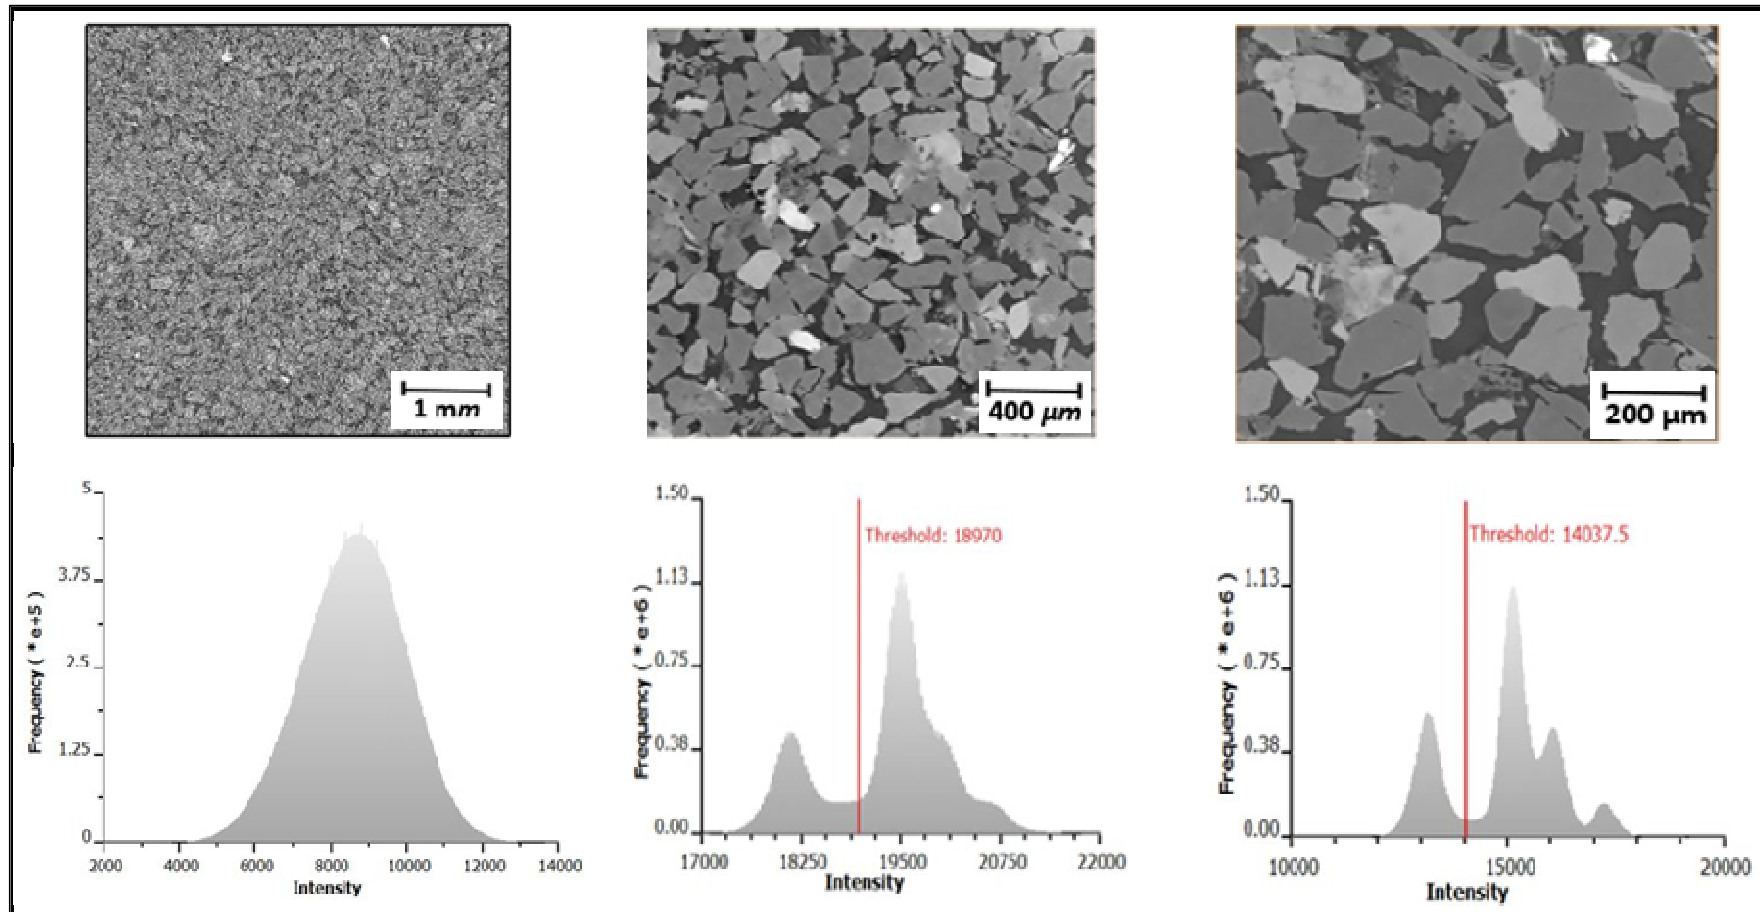 1 mm
400 μm
200 μm
5
3.75
2.5
1.25
0
Frequency ( * e+5 )
2000 4000 6000 8000 10000 12000 14000
Intensity
1.50
1.13
0.75
0.38
0.00
Frequency ( * e+6 )
Threshold: 18970
17000 18250 19500 20750 22000
Intensity
1.50
1.13
0.75
0.38
0.00
Frequency ( * e+6 )
Threshold: 14037.5
10000 15000 20000
Intensity